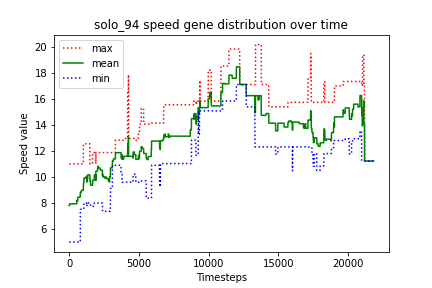 solo_94 speed gene distribution over time
max
mean
min
Speed value
20
18
16
14
12
10
8
6
0
5000
10000
15000
20000
Timesteps